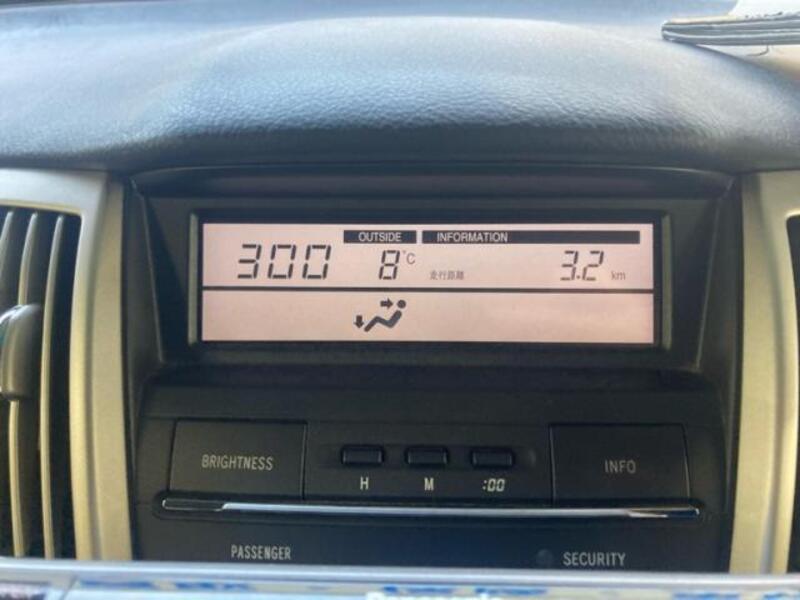 OUTSIDE INFORMATION
300 8°C 走行距離 3.2 km
BRIGHTNESS H M :00 INFO
PASSENGER SECURITY